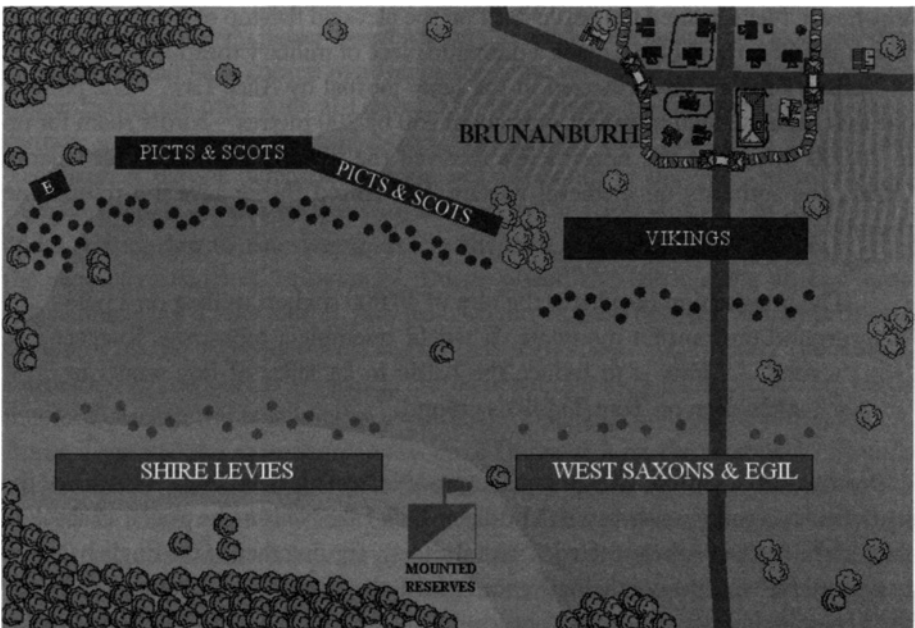 BRUNANBURH
PICTS & SCOTS
E
PICTS & SCOTS
VIKINGS
SHIRE LEVIES
WEST SAXONS & EGIL
MOUNTED
RESERVES